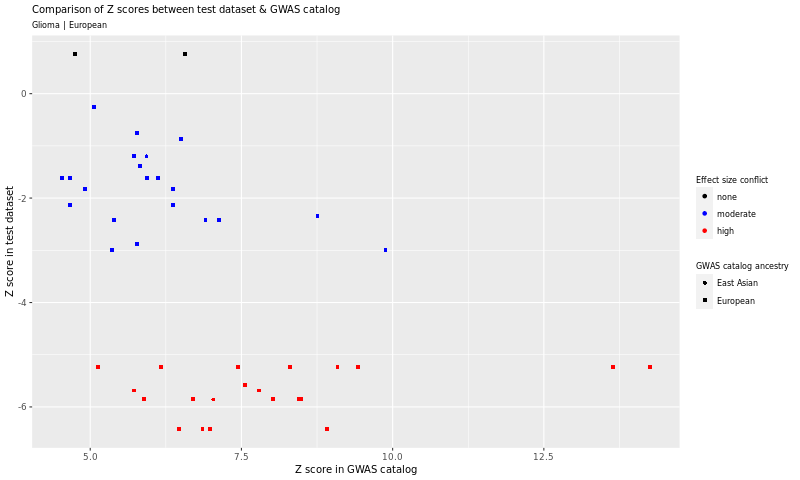 Comparison of Z scores between test dataset & GWAS catalog
Glioma | European
Z score in test dataset
0
-2
-4
-6
5.0
7.5
10.0
12.5
Z score in GWAS catalog
Effect size conflict
none
moderate
high
GWAS catalog ancestry
East Asian
European